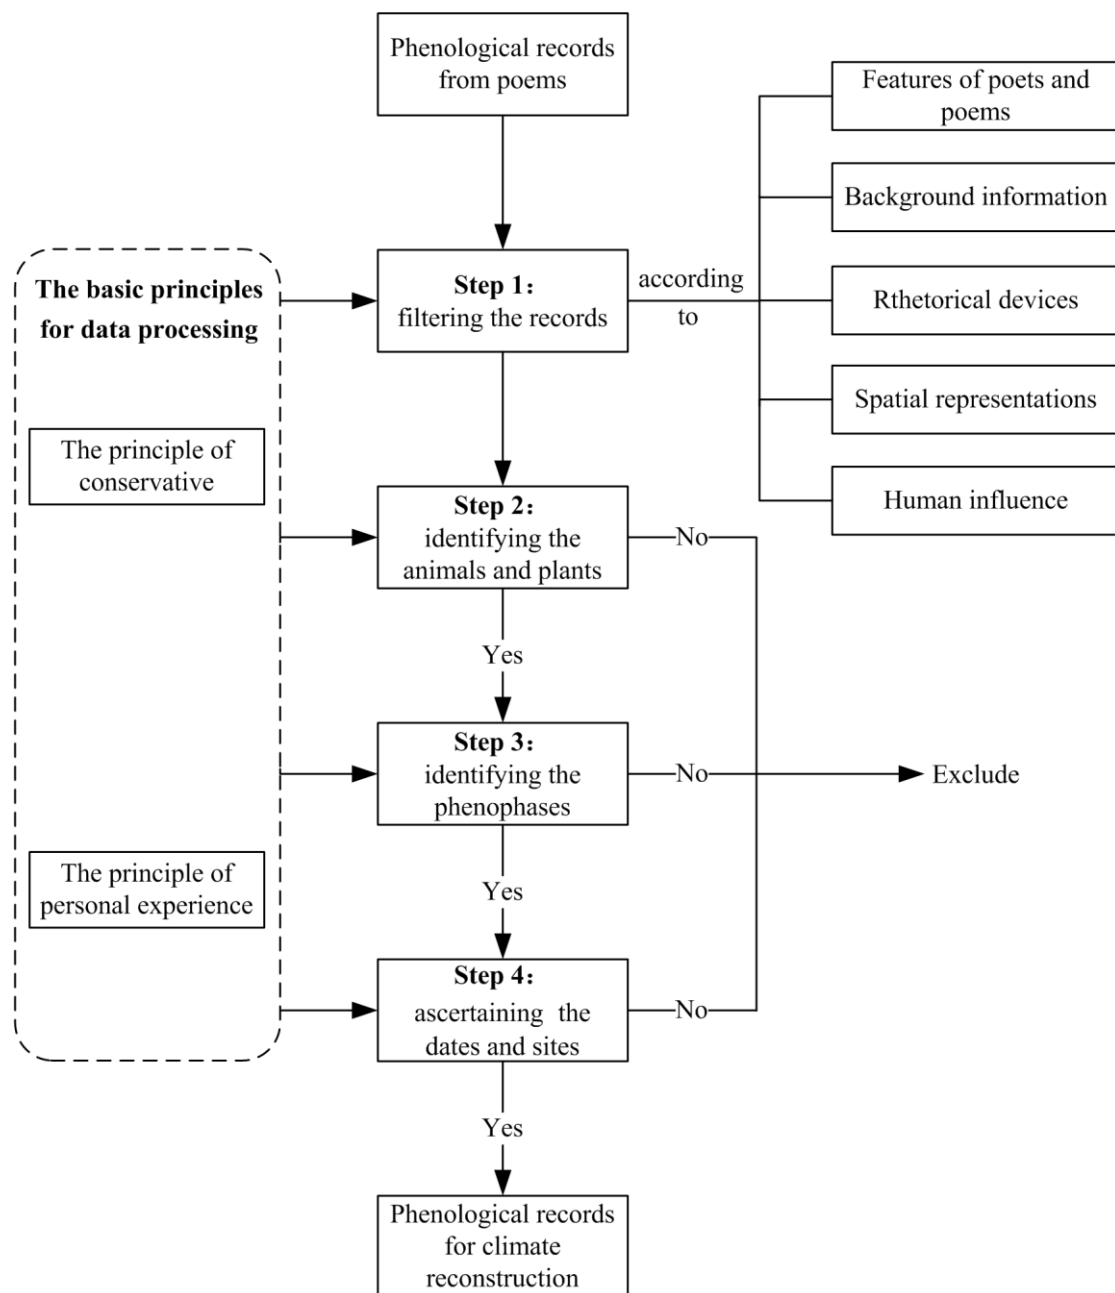 Phenological records
from poems
Features of poets and
poems
Background information
The basic principles
for data processing
Step 1：
filtering the records
according
to
Rthetorical devices
Spatial representations
The principle of
conservative
Human influence
Step 2：
identifying the
animals and plants
No
Yes
Step 3：
identifying the
phenophases
No
Exclude
The principle of
personal experience
Yes
Step 4：
ascertaining the
dates and sites
No
Yes
Phenological records
for climate
reconstruction